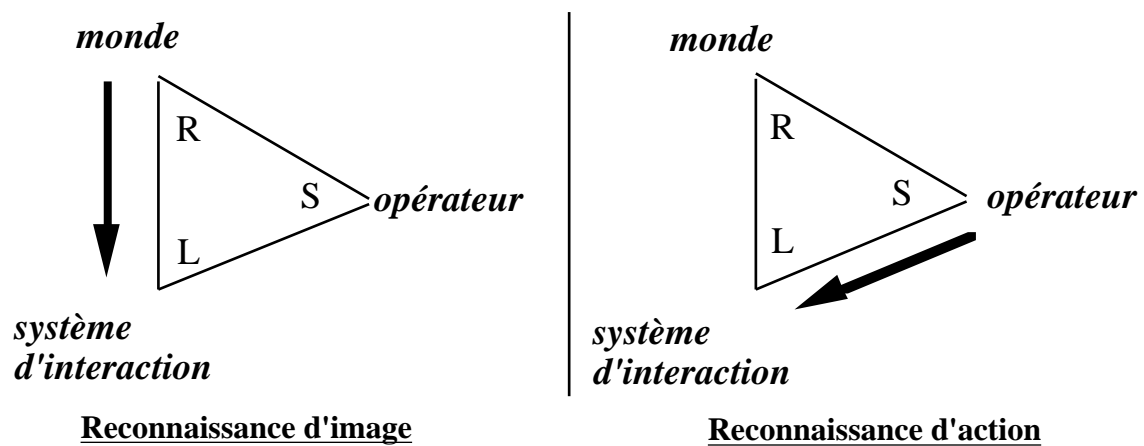 monde
R
S
opérateur
L
système
d'interaction
Reconnaissance d'image
monde
R
S
opérateur
L
système
d'interaction
Reconnaissance d'action